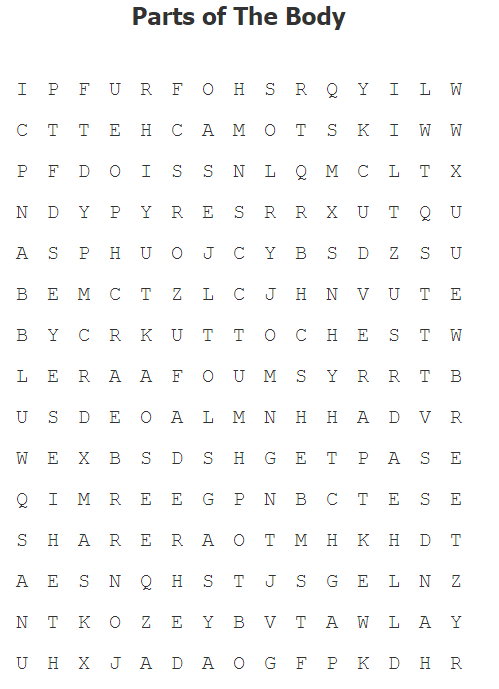 Parts of The Body
I P F U R F O H S R Q Y I L W
C T T E H C A M O T S K I W W
P F D O I S S N L Q M C L T X
N D Y P Y R E S R R X U T Q U
A S P H U O J C Y B S D Z S U
B E M C T Z L C J H N V U T E
B Y C R K U T T O C H E S T W
L E R A A F O U M S Y R R T B
U S D E O A L M N H H A D V R
W E X B S D S H G E T P A S E
Q I M R E E G P N B C T E S E
S H A R E R A O T M H K H D T
A E S N Q H S T J S G E L N Z
N T K O Z E Y B V T A W L A Y
U H X J A D A O G F P K D H R